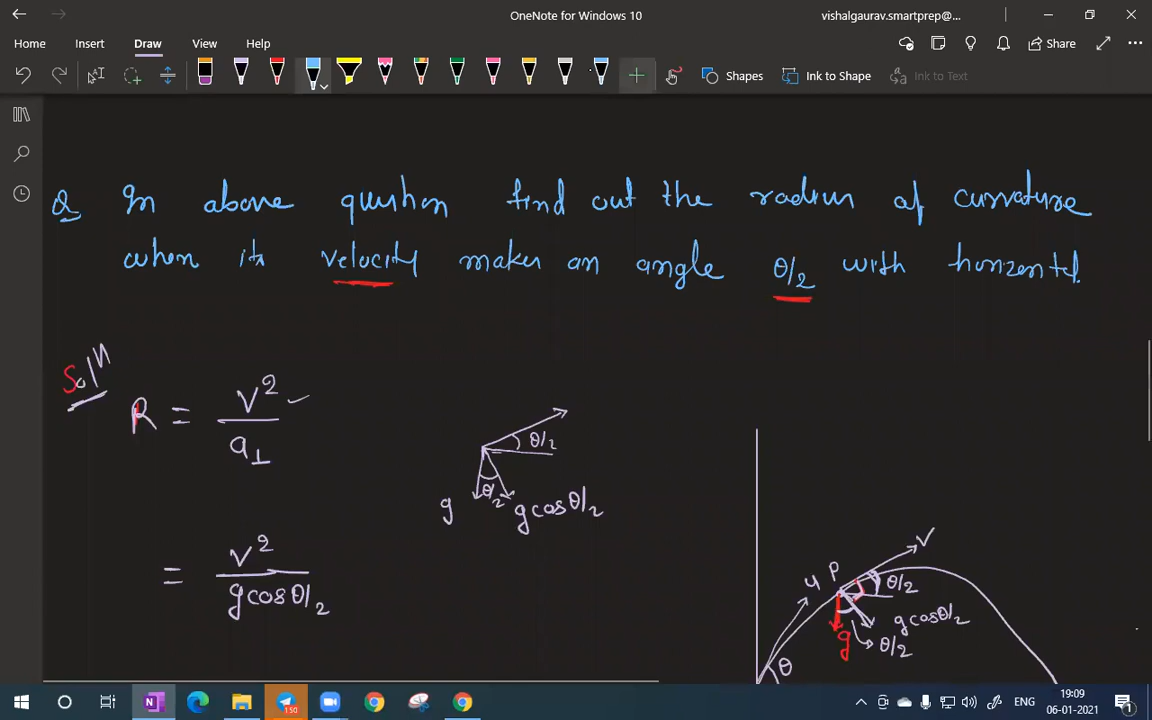 OneNote for Windows 10
vishalgaurav.smartprep@...
Home Insert Draw View Help
Share
Shapes Ink to Shape Ink to Text
Q In above question find out the radius of curvature
when its velocity makes an angle θ/2 with horizontal.
Solⁿ
R = v²/a⊥
θ/2
g θ/2 g cos θ/2
= v²/g cos θ/2
u P v
θ/2
g cos θ/2
g θ/2
θ
150
ENG
19:09
06-01-2021
1